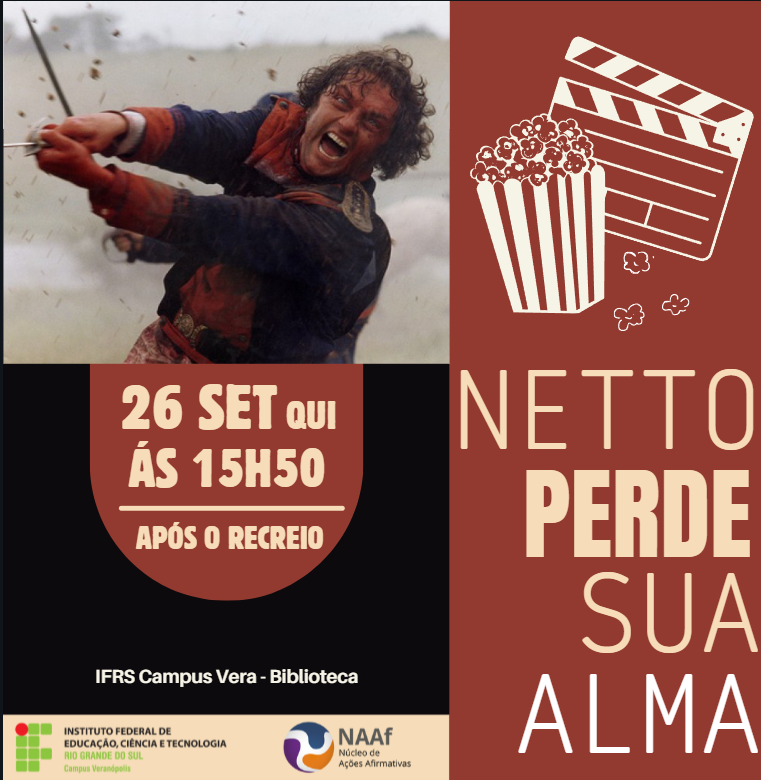 26 SET QUI
ÁS 15H50
APÓS O RECREIO
IFRS Campus Vera - Biblioteca
NETTO
PERDE
SUA
ALMA
INSTITUTO FEDERAL DE
EDUCAÇÃO, CIÊNCIA E TECNOLOGIA
RIO GRANDE DO SUL
Campus Veranópolis
NAAf
Núcleo de
Ações Afirmativas